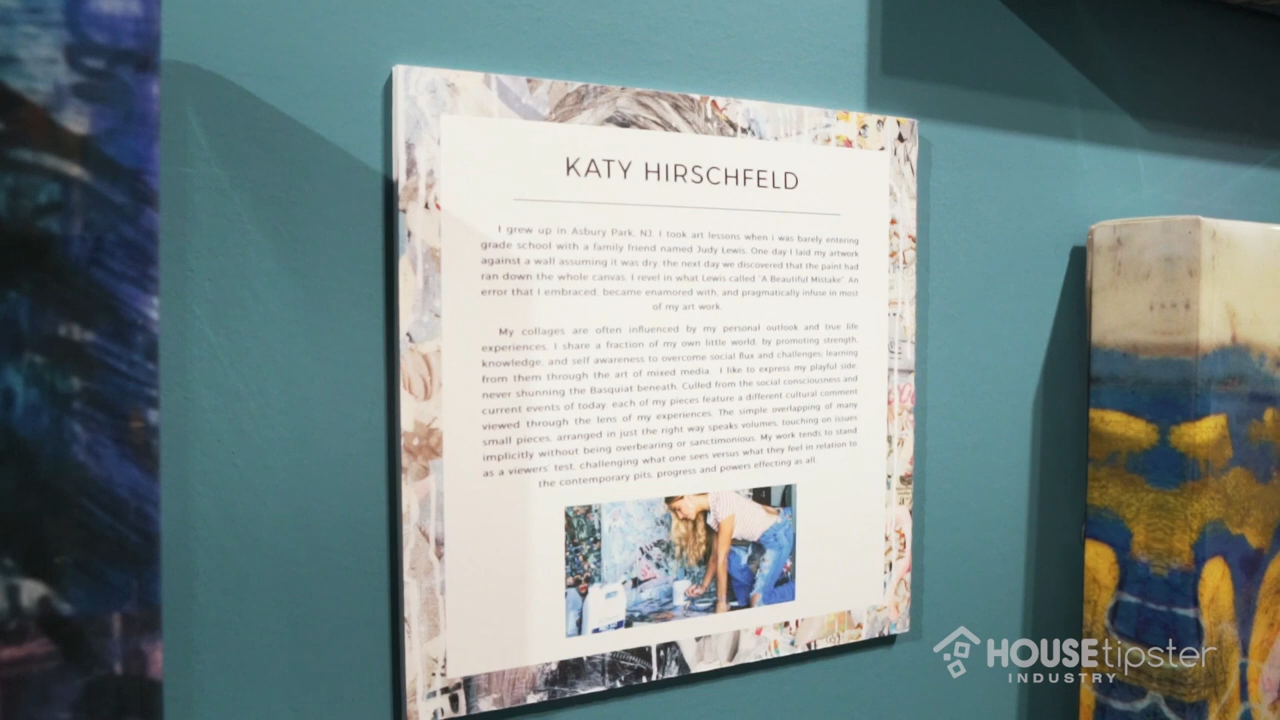 KATY HIRSCHFELD
I grew up in Asbury Park, NJ. I took art lessons when i was barely entering
grade school with a family friend named Judy Lewis. One day I laid my artwork
against a wall assuming it was dry; the next day we discovered that the paint had
ran down the whole canvas. I revel in what Lewis called "A Beautiful Mistake". An
error that I embraced, became enamored with, and pragmatically infuse in most
of my art work.
My collages are often influenced by my personal outlook and true life
experiences. I share a fraction of my own little world, by promoting strength,
knowledge, and self awareness to overcome social flux and challenges; learning
from them through the art of mixed media. I like to express my playful side,
never shunning the Basquiat beneath. Culled from the social consciousness and
current events of today, each of my pieces feature a different cultural comment
viewed through the lens of my experiences. The simple overlapping of many
small pieces, arranged in just the right way speaks volumes, touching on issues
implicitly without being overbearing or sanctimonious. My work tends to stand
as a viewers' test, challenging what one sees versus what they feel in relation to
the contemporary pits, progress and powers effecting as all.
HOUSEtipster
INDUSTRY